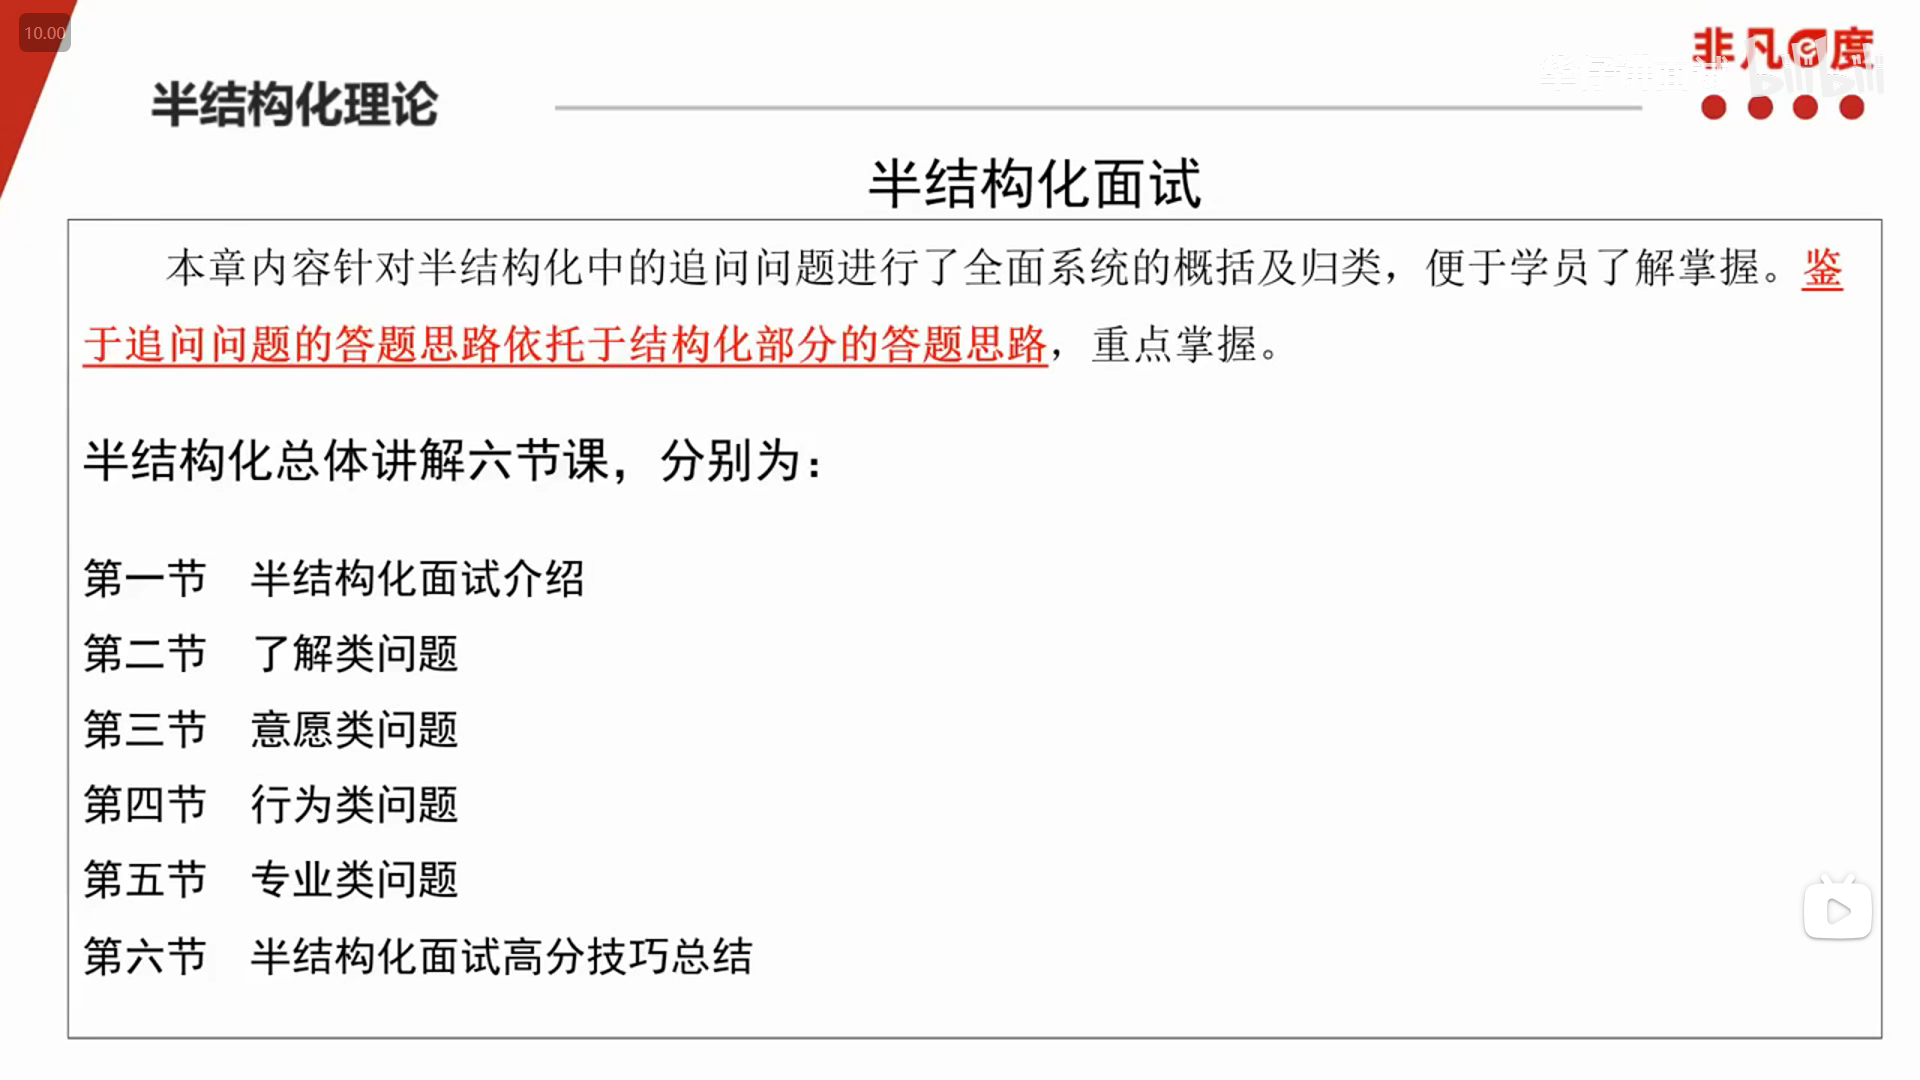 10.00
非凡e度
半结构化理论
bilibili
半结构化面试
本章内容针对半结构化中的追问问题进行了全面系统的概括及归类，便于学员了解掌握。鉴
于追问问题的答题思路依托于结构化部分的答题思路，重点掌握。
半结构化总体讲解六节课，分别为：
第一节 半结构化面试介绍
第二节 了解类问题
第三节 意愿类问题
第四节 行为类问题
第五节 专业类问题
第六节 半结构化面试高分技巧总结